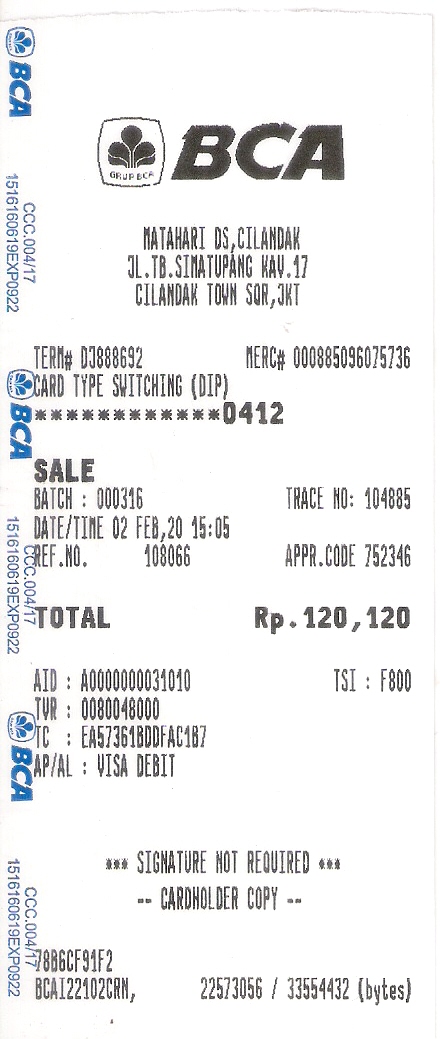 GRUP BCA
BCA
MATAHARI DS,CILANDAK
JL.TB.SIMATUPANG KAV.17
CILANDAK TOWN SQR,JKT
TERM# DJ888692 MERC# 000885096075736
CARD TYPE SWITCHING (DIP)
************0412
SALE
BATCH : 000316 TRACE NO: 104885
DATE/TIME 02 FEB,20 15:05
REF.NO. 108066 APPR.CODE 752346
TOTAL Rp.120,120
AID : A0000000031010 TSI : F800
TVR : 0080048000
TC : EA57361BDDFAC1B7
AP/AL : VISA DEBIT
*** SIGNATURE NOT REQUIRED ***
-- CARDHOLDER COPY --
78B6CF91F2
BCAI22102CRN, 22573056 / 33554432 (bytes)
BCA
CCC.004/17
1516160619EXP0922
BCA
CCC.004/17
1516160619EXP0922
BCA
CCC.004/17
1516160619EXP0922